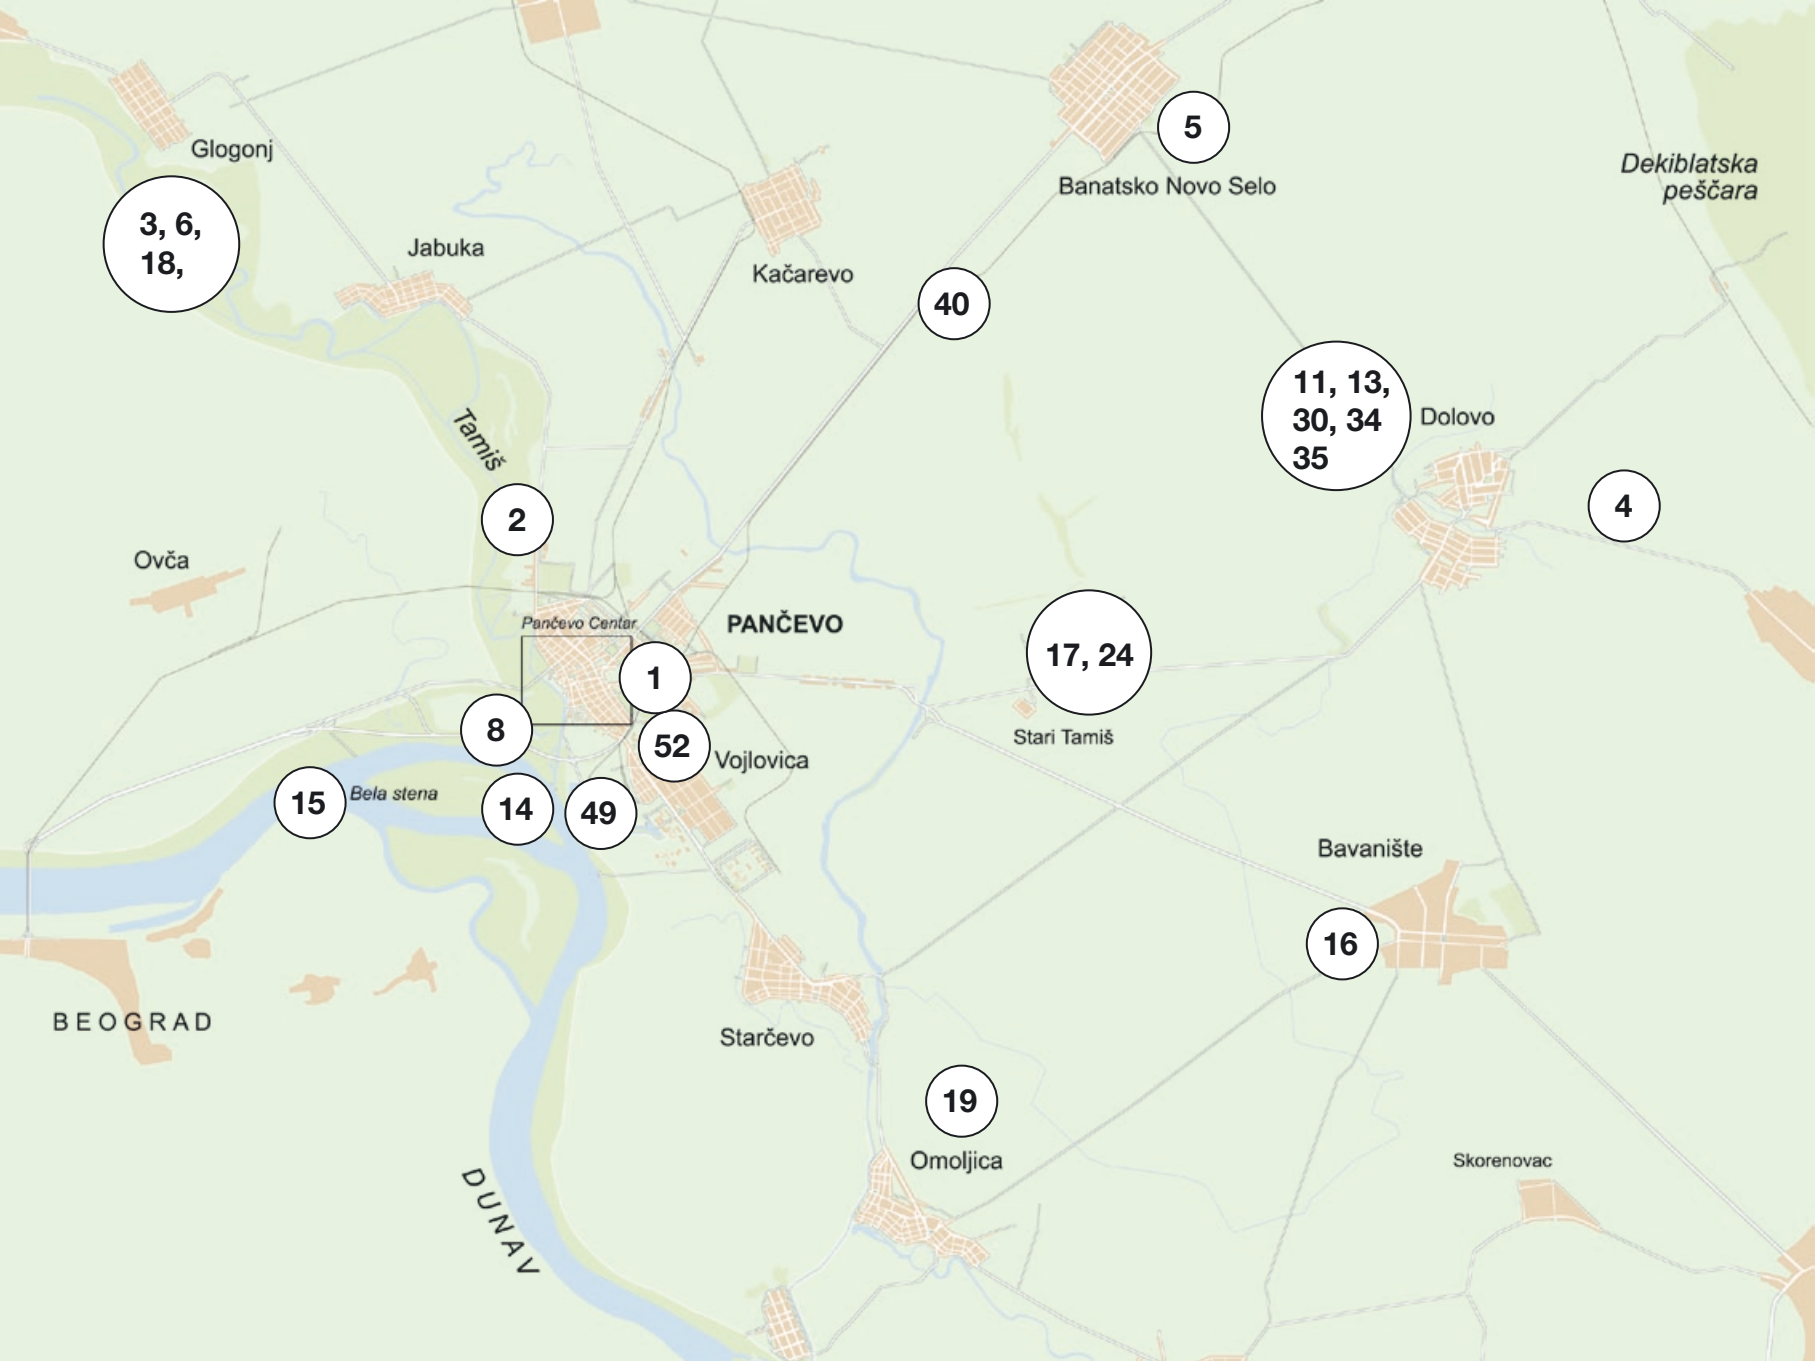 Glogonj
5
Banatsko Novo Selo
Dekiblatska
peščara
3, 6,
18,
Jabuka
Kačarevo
40
11, 13,
30, 34
35
Dolovo
Tamiš
2
4
Ovča
Pančevo Centar
PANČEVO
1
17, 24
Stari Tamiš
8
52
Vojlovica
15
Bela stena
14
49
Bavanište
16
BEOGRAD
Starčevo
19
Omoljica
Skorenovac
DUNAV